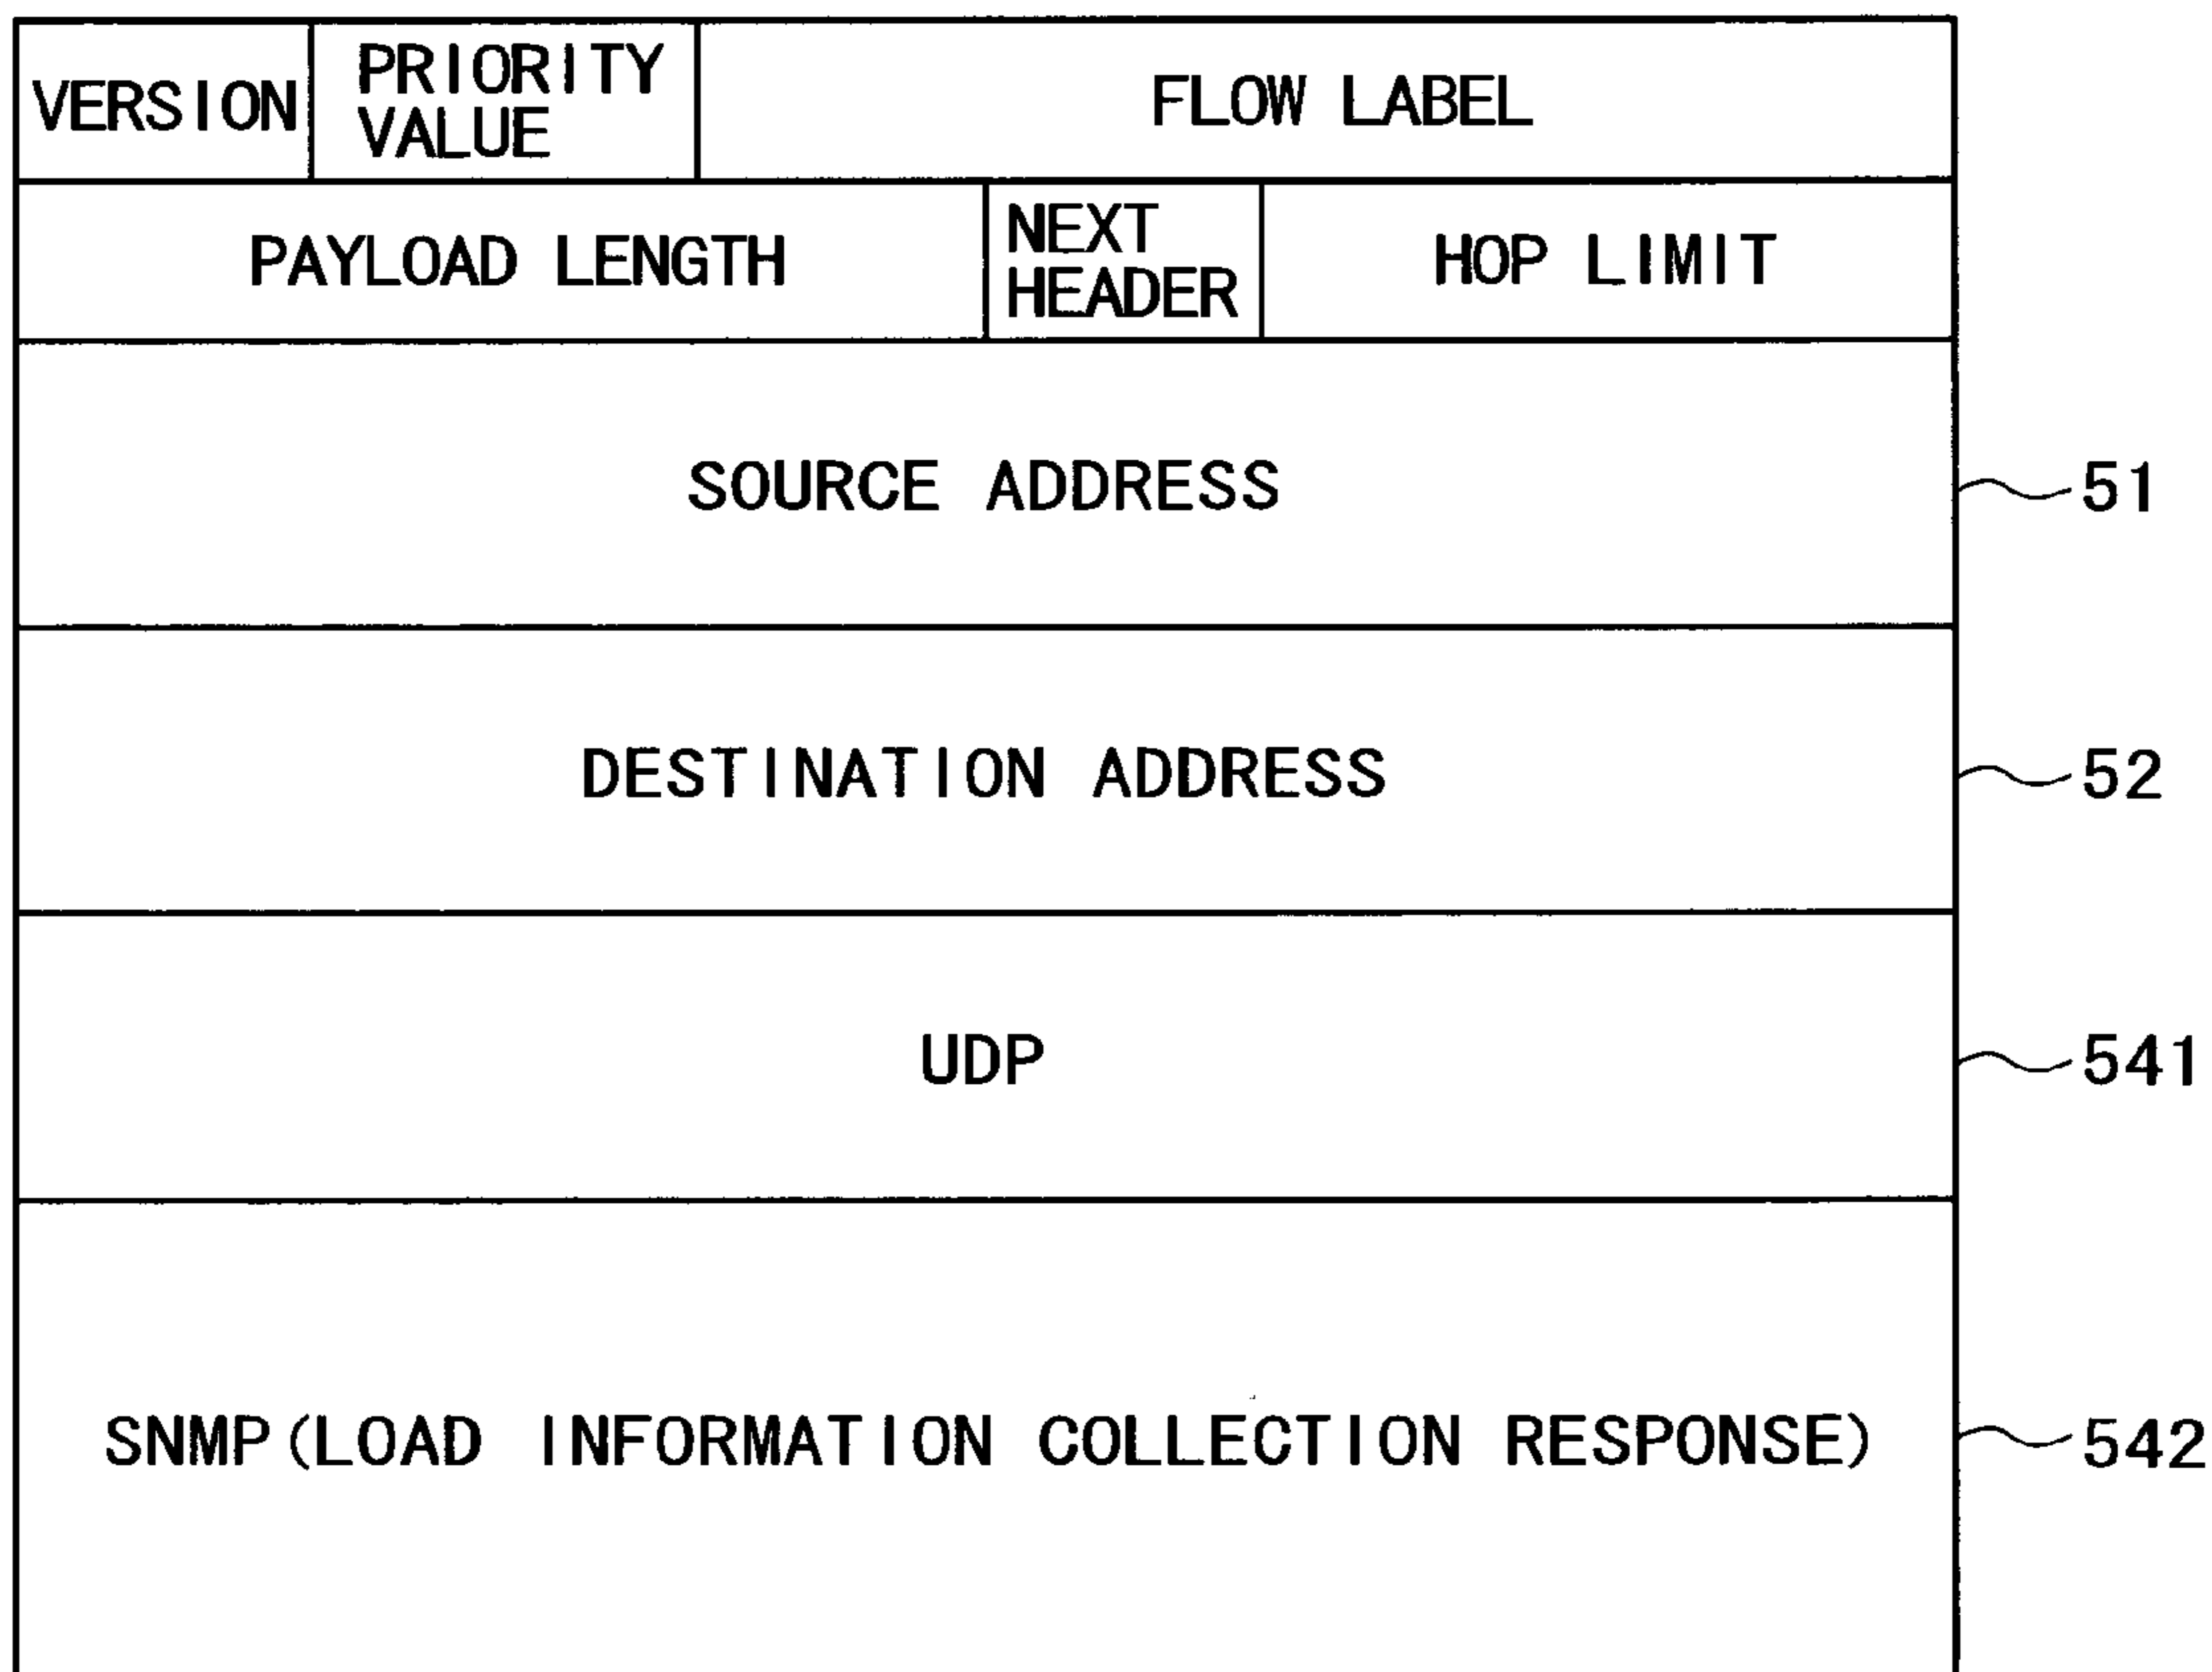 VERSION
PRIORITY
VALUE
FLOW LABEL
PAYLOAD LENGTH
NEXT
HEADER
HOP LIMIT
SOURCE ADDRESS
51
DESTINATION ADDRESS
52
UDP
541
SNMP(LOAD INFORMATION COLLECTION RESPONSE)
542